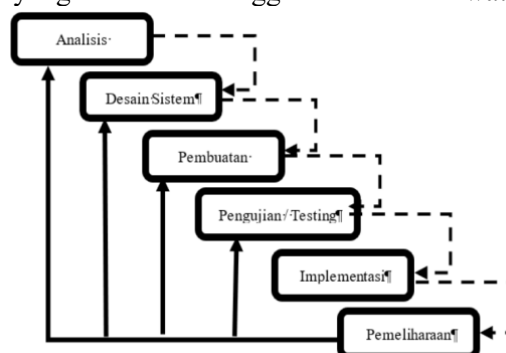 Analisis·
Desain·Sistem¶
Pembuatan·
Pengujian·/·Testing¶
Implementasi¶
Pemeliharaan¶